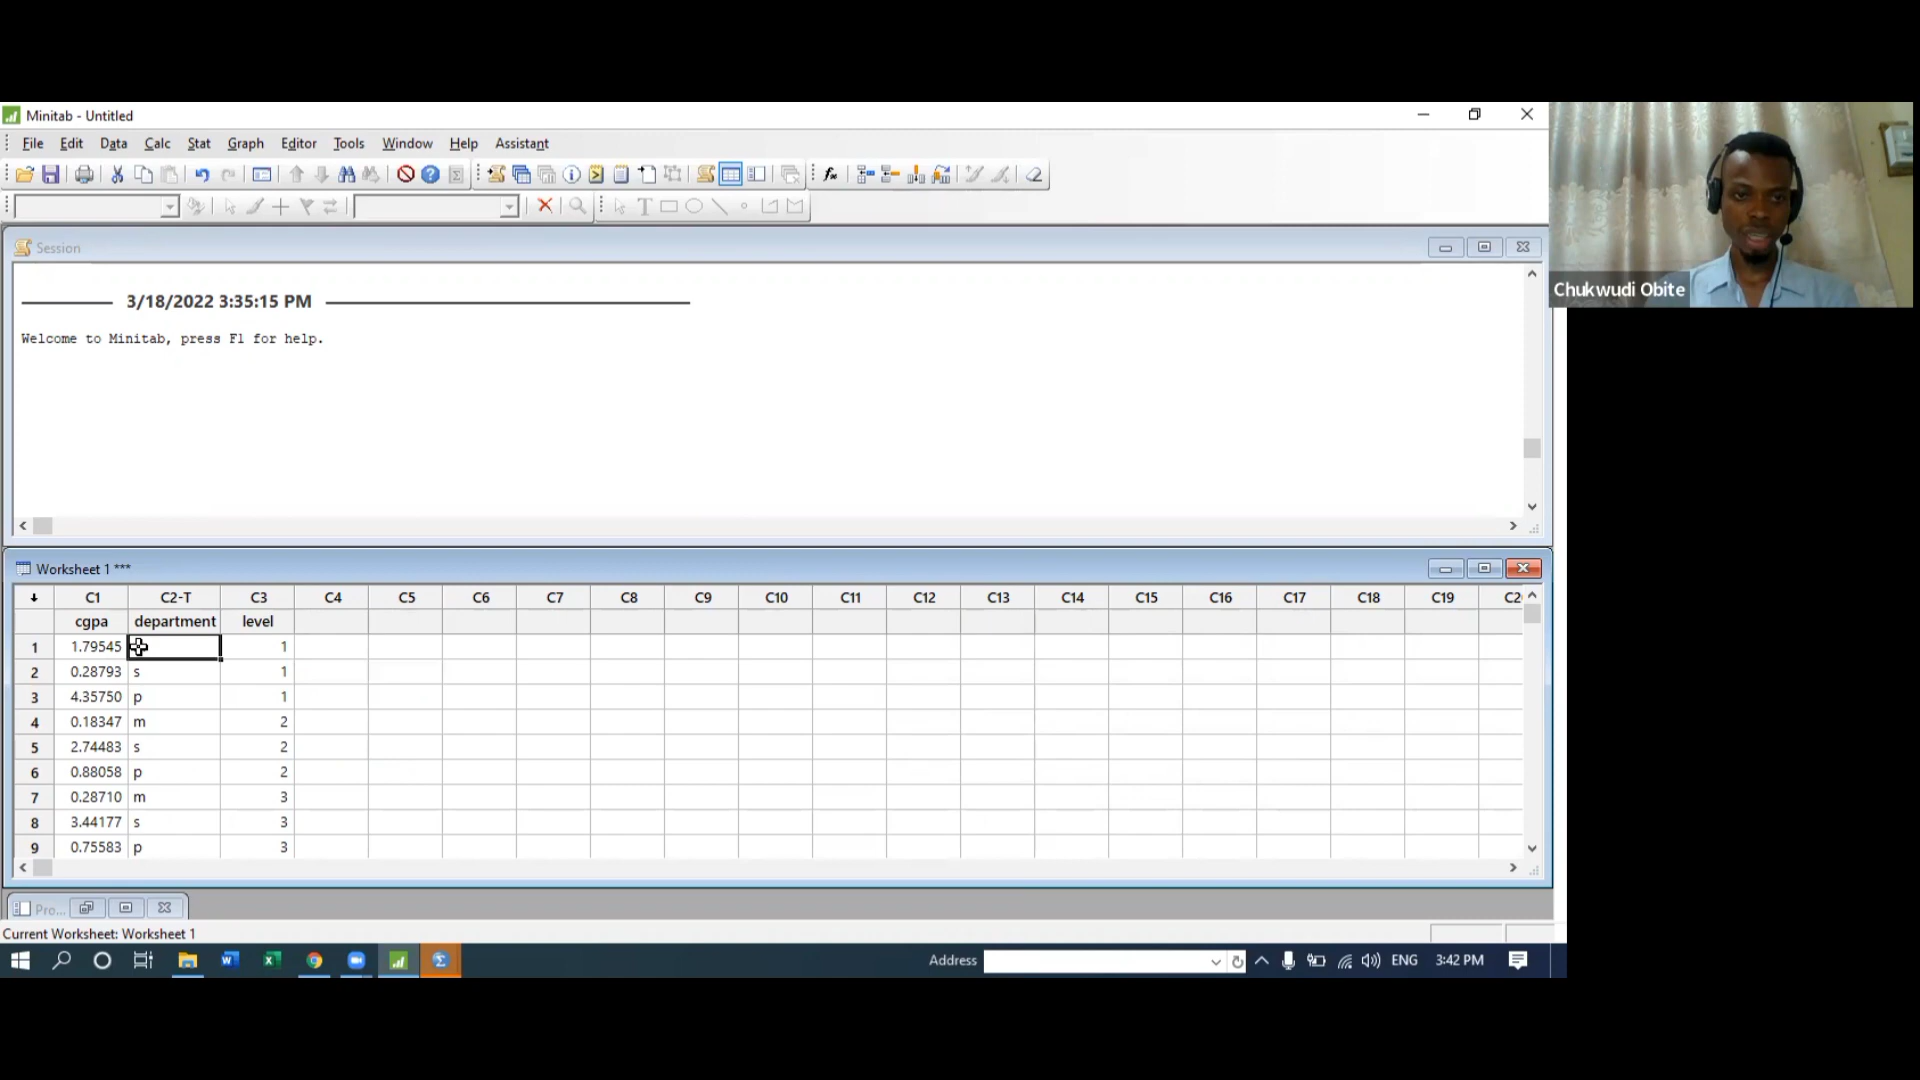 Minitab - Untitled
File Edit Data Calc Stat Graph Editor Tools Window Help Assistant
Session
3/18/2022 3:35:15 PM
Welcome to Minitab, press F1 for help.
Chukwudi Obite
Worksheet 1 ***
C1 C2-T C3 C4 C5 C6 C7 C8 C9 C10 C11 C12 C13 C14 C15 C16 C17 C18 C19
cgpa department level
1 1.79545 1
2 0.28793 s 1
3 4.35750 p 1
4 0.18347 m 2
5 2.74483 s 2
6 0.88058 p 2
7 0.28710 m 3
8 3.44177 s 3
9 0.75583 p 3
Pro...
Current Worksheet: Worksheet 1
Address ENG 3:42 PM